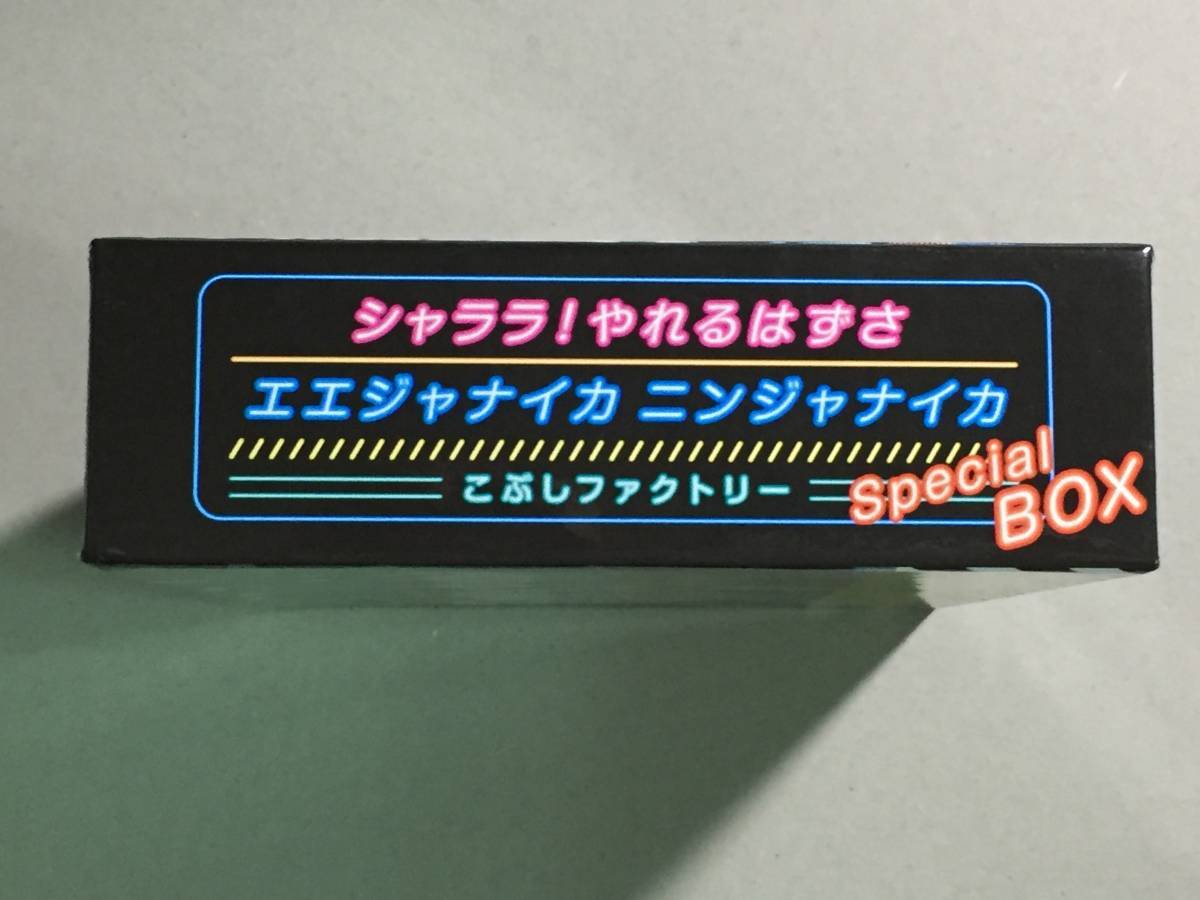 シャララ!やれるはずさ
エエジャナイカ ニンジャナイカ
こぶしファクトリー
Special
BOX